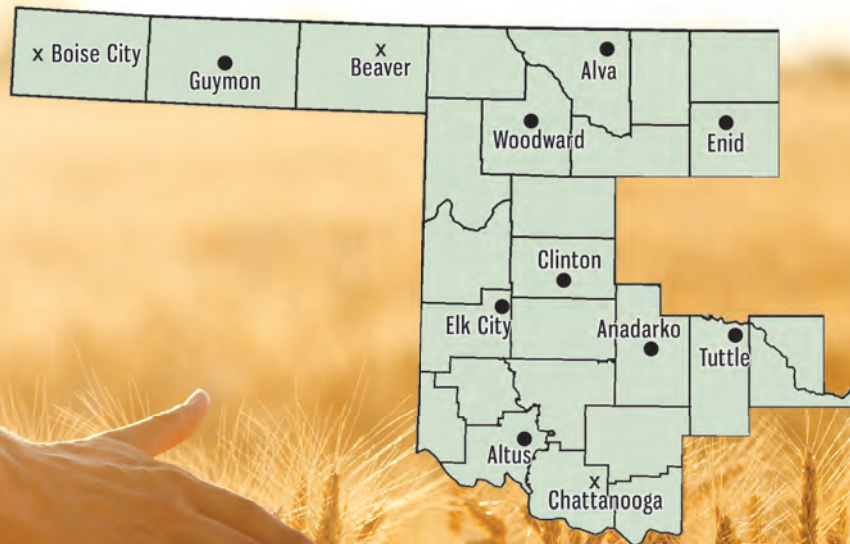 x Boise City
x
Beaver
Guymon
Alva
Woodward
Enid
Clinton
Elk City
Anadarko
Tuttle
Altus
x
Chattanooga